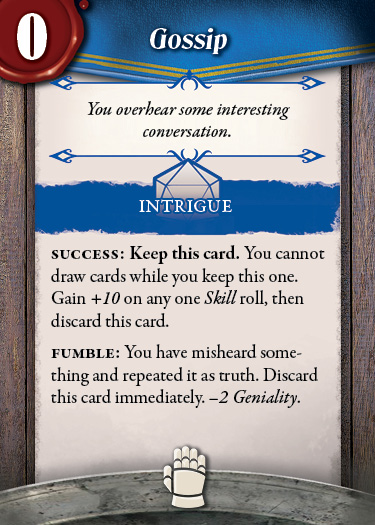 0
Gossip
You overhear some interesting
conversation.
INTRIGUE
SUCCESS: Keep this card. You cannot
draw cards while you keep this one.
Gain +10 on any one Skill roll, then
discard this card.
FUMBLE: You have misheard some-
thing and repeated it as truth. Discard
this card immediately. –2 Geniality.